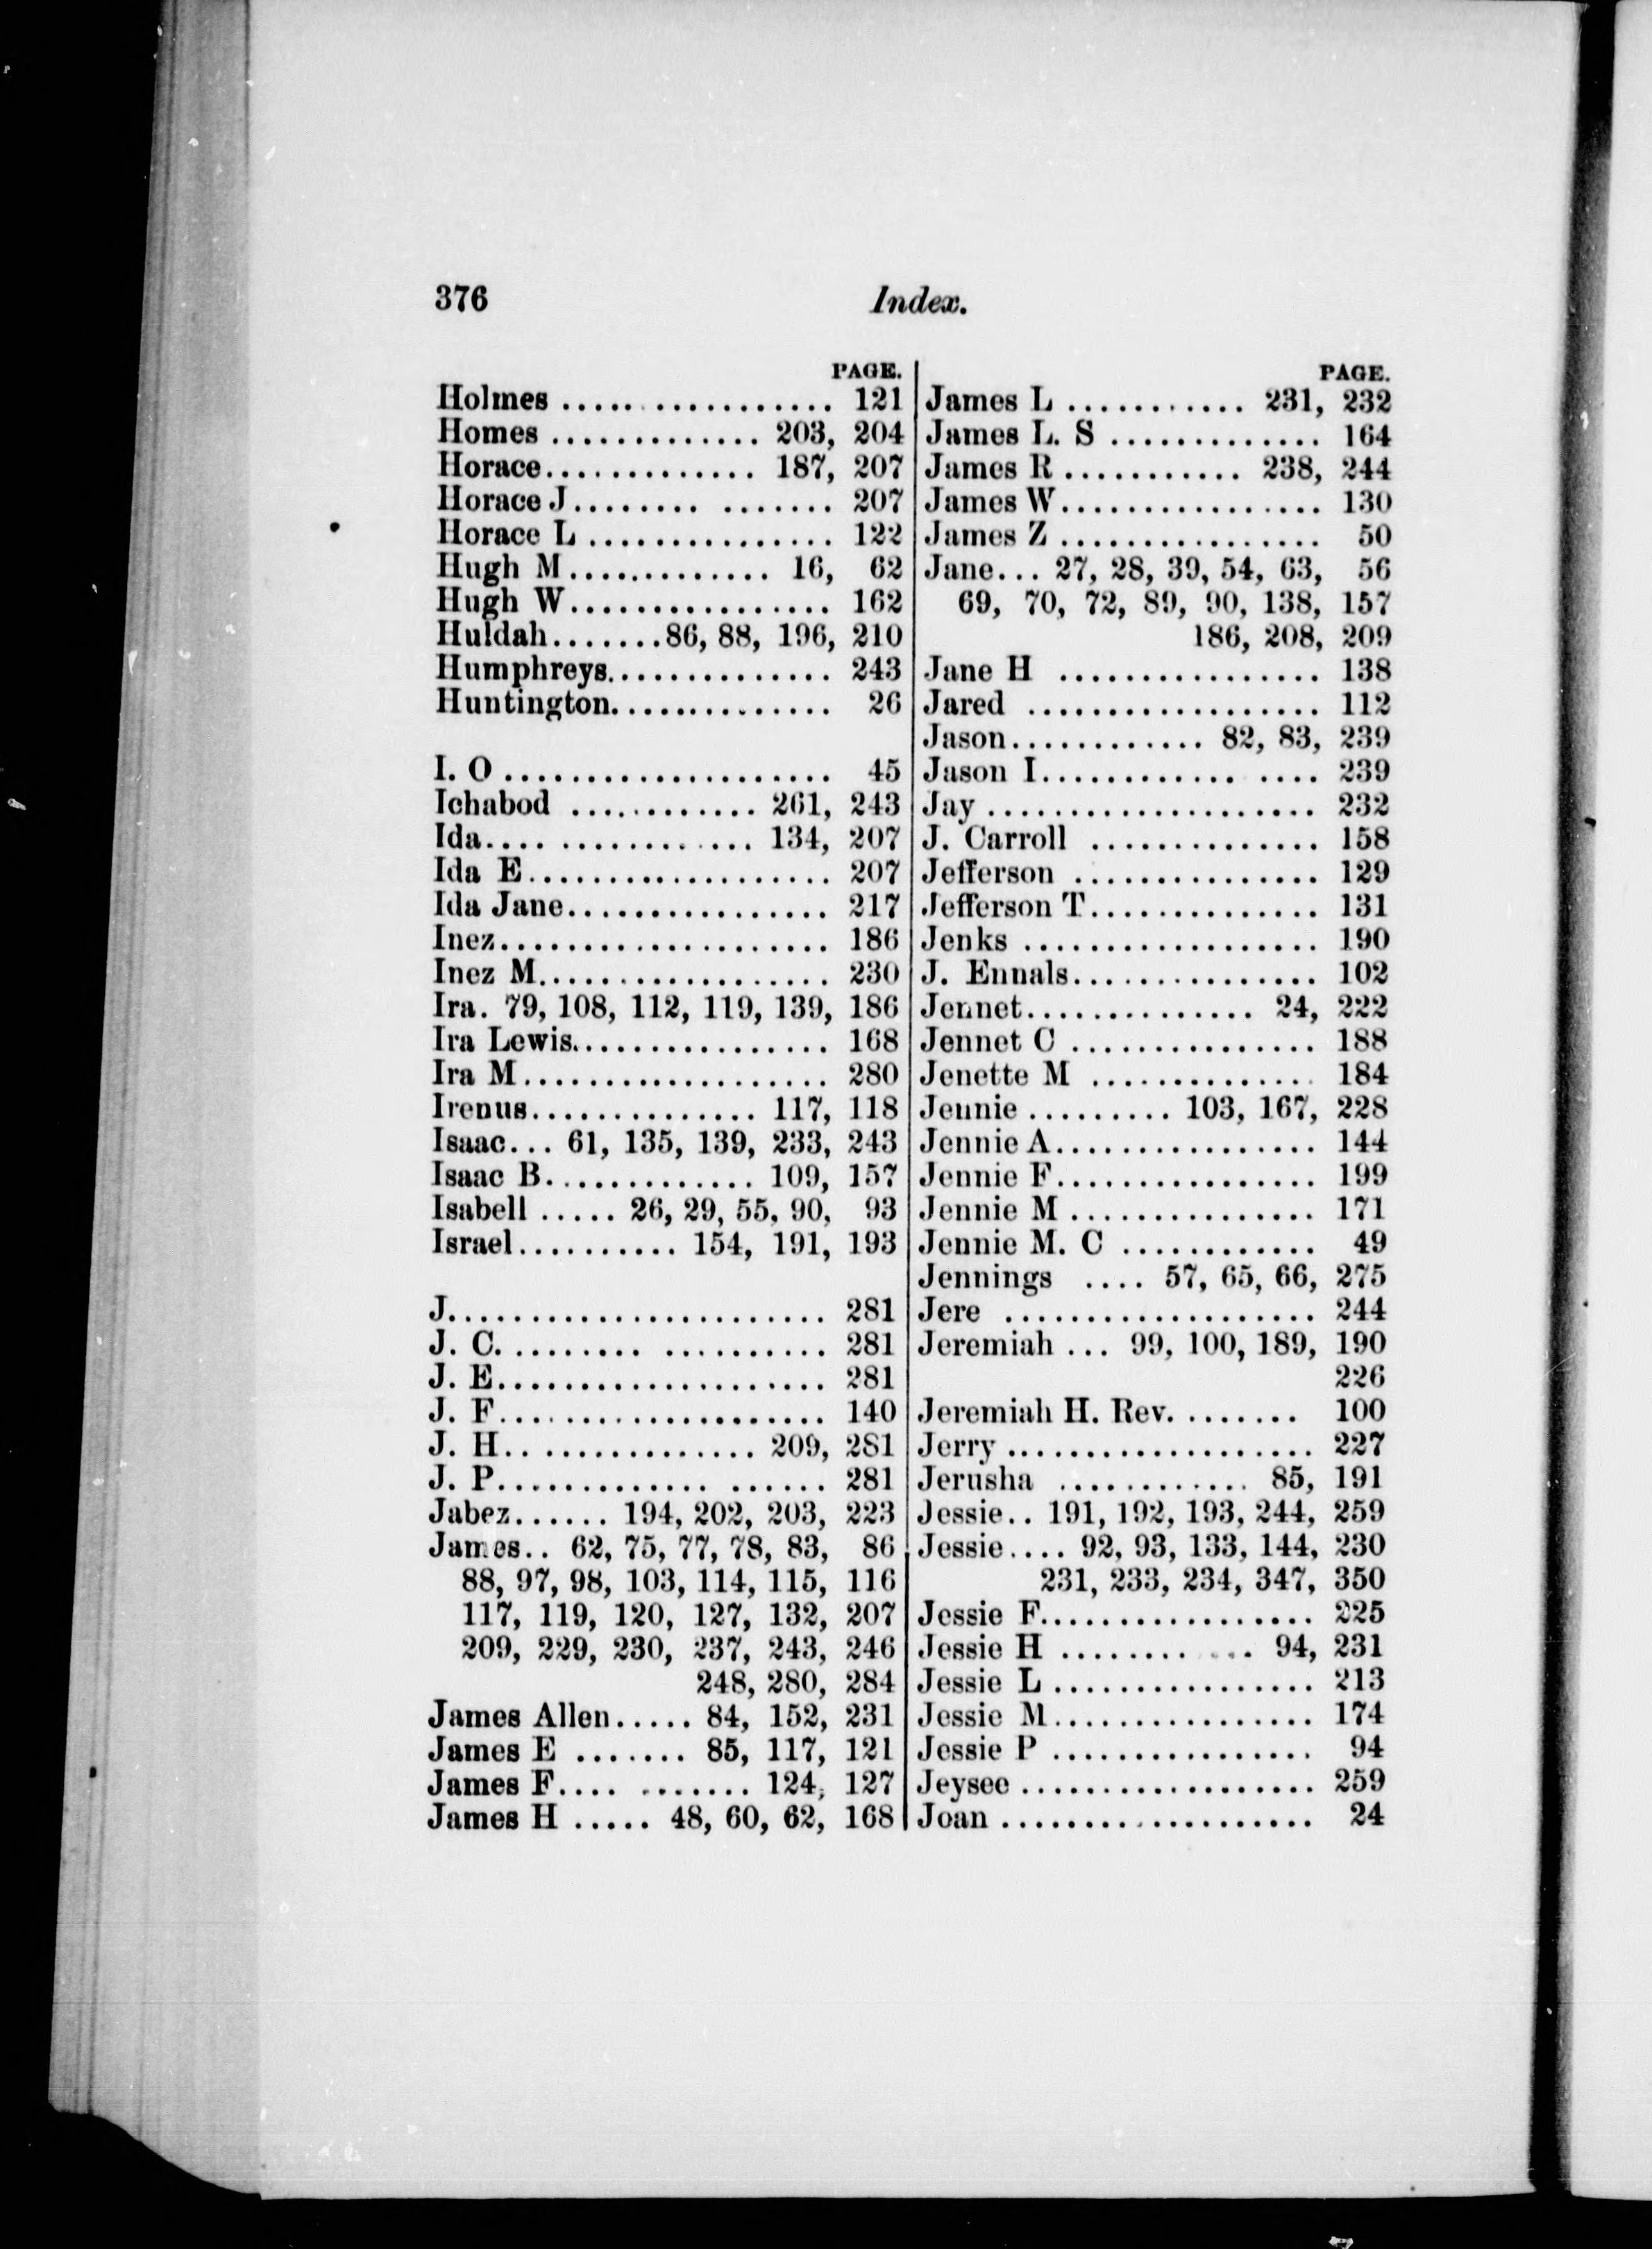 376
Index.
PAGE.
Holmes ................. 121
Homes ............. 203, 204
Horace............. 187, 207
Horace J............... 207
Horace L ............... 122
Hugh M............. 16, 62
Hugh W................ 162
Huldah.......86, 88, 196, 210
Humphreys.............. 243
Huntington.............. 26
I. O .................... 45
Ichabod ............ 261, 243
Ida................ 134, 207
Ida E................... 207
Ida Jane................ 217
Inez.................... 186
Inez M.................. 230
Ira. 79, 108, 112, 119, 139, 186
Ira Lewis................ 168
Ira M................... 280
Irenus.............. 117, 118
Isaac... 61, 135, 139, 233, 243
Isaac B............. 109, 157
Isabell ..... 26, 29, 55, 90, 93
Israel.......... 154, 191, 193
J....................... 281
J. C.................... 281
J. E.................... 281
J. F.................... 140
J. H................ 209, 281
J. P.................... 281
Jabez...... 194, 202, 203, 223
James.. 62, 75, 77, 78, 83, 86
88, 97, 98, 103, 114, 115, 116
117, 119, 120, 127, 132, 207
209, 229, 230, 237, 243, 246
248, 280, 284
James Allen..... 84, 152, 231
James E ....... 85, 117, 121
James F........... 124, 127
James H ..... 48, 60, 62, 168
PAGE.
James L ........... 231, 232
James L. S ............. 164
James R ........... 238, 244
James W................ 130
James Z ................ 50
Jane... 27, 28, 39, 54, 63, 56
69, 70, 72, 89, 90, 138, 157
186, 208, 209
Jane H ................ 138
Jared .................. 112
Jason............ 82, 83, 239
Jason I................ 239
Jay .................... 232
J. Carroll .............. 158
Jefferson ............... 129
Jefferson T.............. 131
Jenks .................. 190
J. Ennals............... 102
Jennet.............. 24, 222
Jennet C ............... 188
Jenette M .............. 184
Jennie ......... 103, 167, 228
Jennie A................ 144
Jennie F................ 199
Jennie M ............... 171
Jennie M. C ............ 49
Jennings .... 57, 65, 66, 275
Jere ................... 244
Jeremiah ... 99, 100, 189, 190
226
Jeremiah H. Rev........ 100
Jerry ................... 227
Jerusha ............ 85, 191
Jessie.. 191, 192, 193, 244, 259
Jessie.... 92, 93, 133, 144, 230
231, 233, 234, 347, 350
Jessie F................. 225
Jessie H ............ 94, 231
Jessie L ................ 213
Jessie M................ 174
Jessie P ................ 94
Jeysee .................. 259
Joan ................... 24